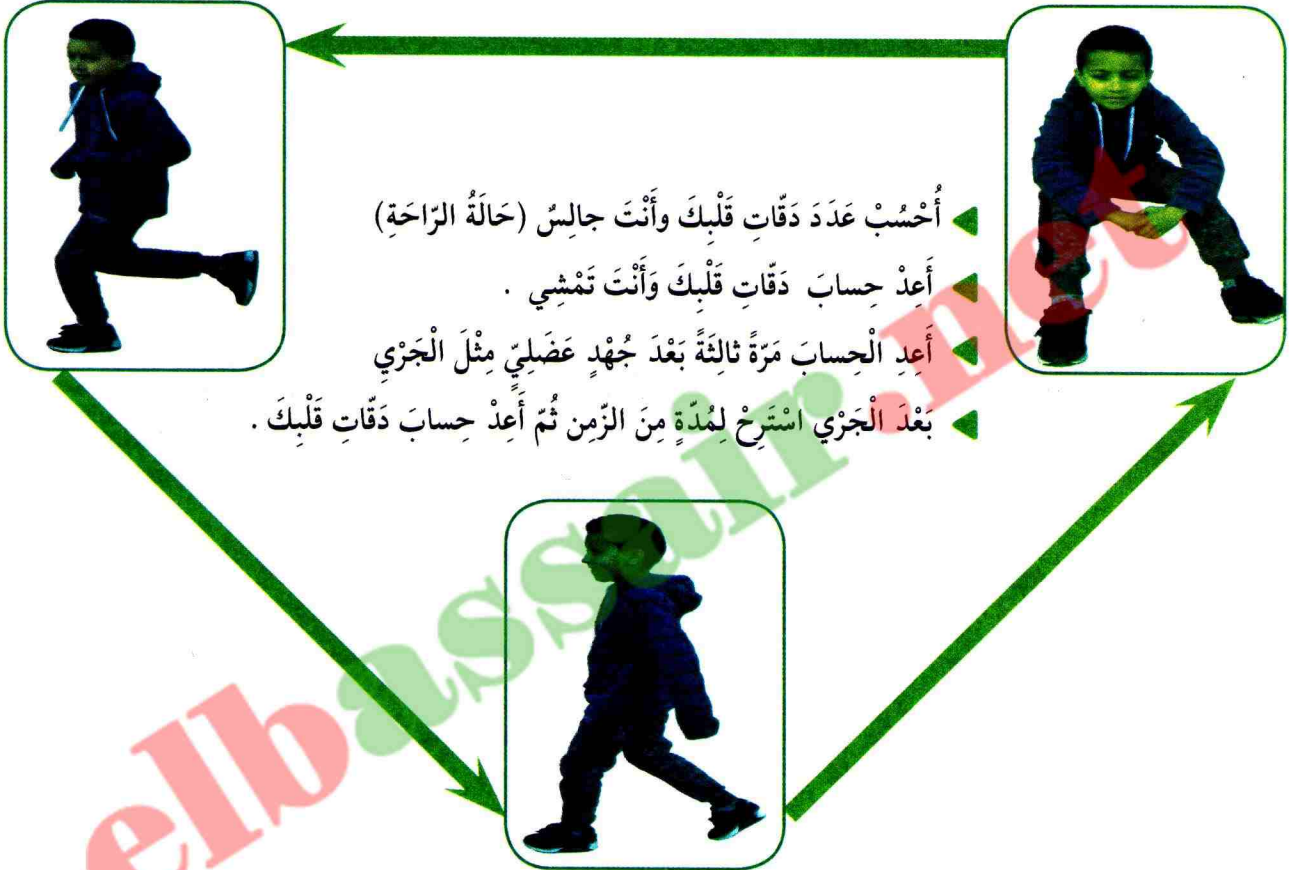 أُحْسُبْ عَدَدَ دَقّاتِ قَلْبِكَ وأَنْتَ جالِسٌ (حَالَةُ الرّاحَةِ)
أَعِدْ حِسابَ دَقّاتِ قَلْبِكَ وَأَنْتَ تَمْشِي .
أَعِدِ الْحِسابَ مَرّةً ثالِثَةً بَعْدَ جُهْدٍ عَضَلِيٍّ مِثْلَ الْجَرْيِ
بَعْدَ الْجَرْيِ اسْتَرِحْ لِمُدّةٍ مِنَ الزّمِن ثُمّ أَعِدْ حِسابَ دَقّاتِ قَلْبِكَ .
elbassair.net